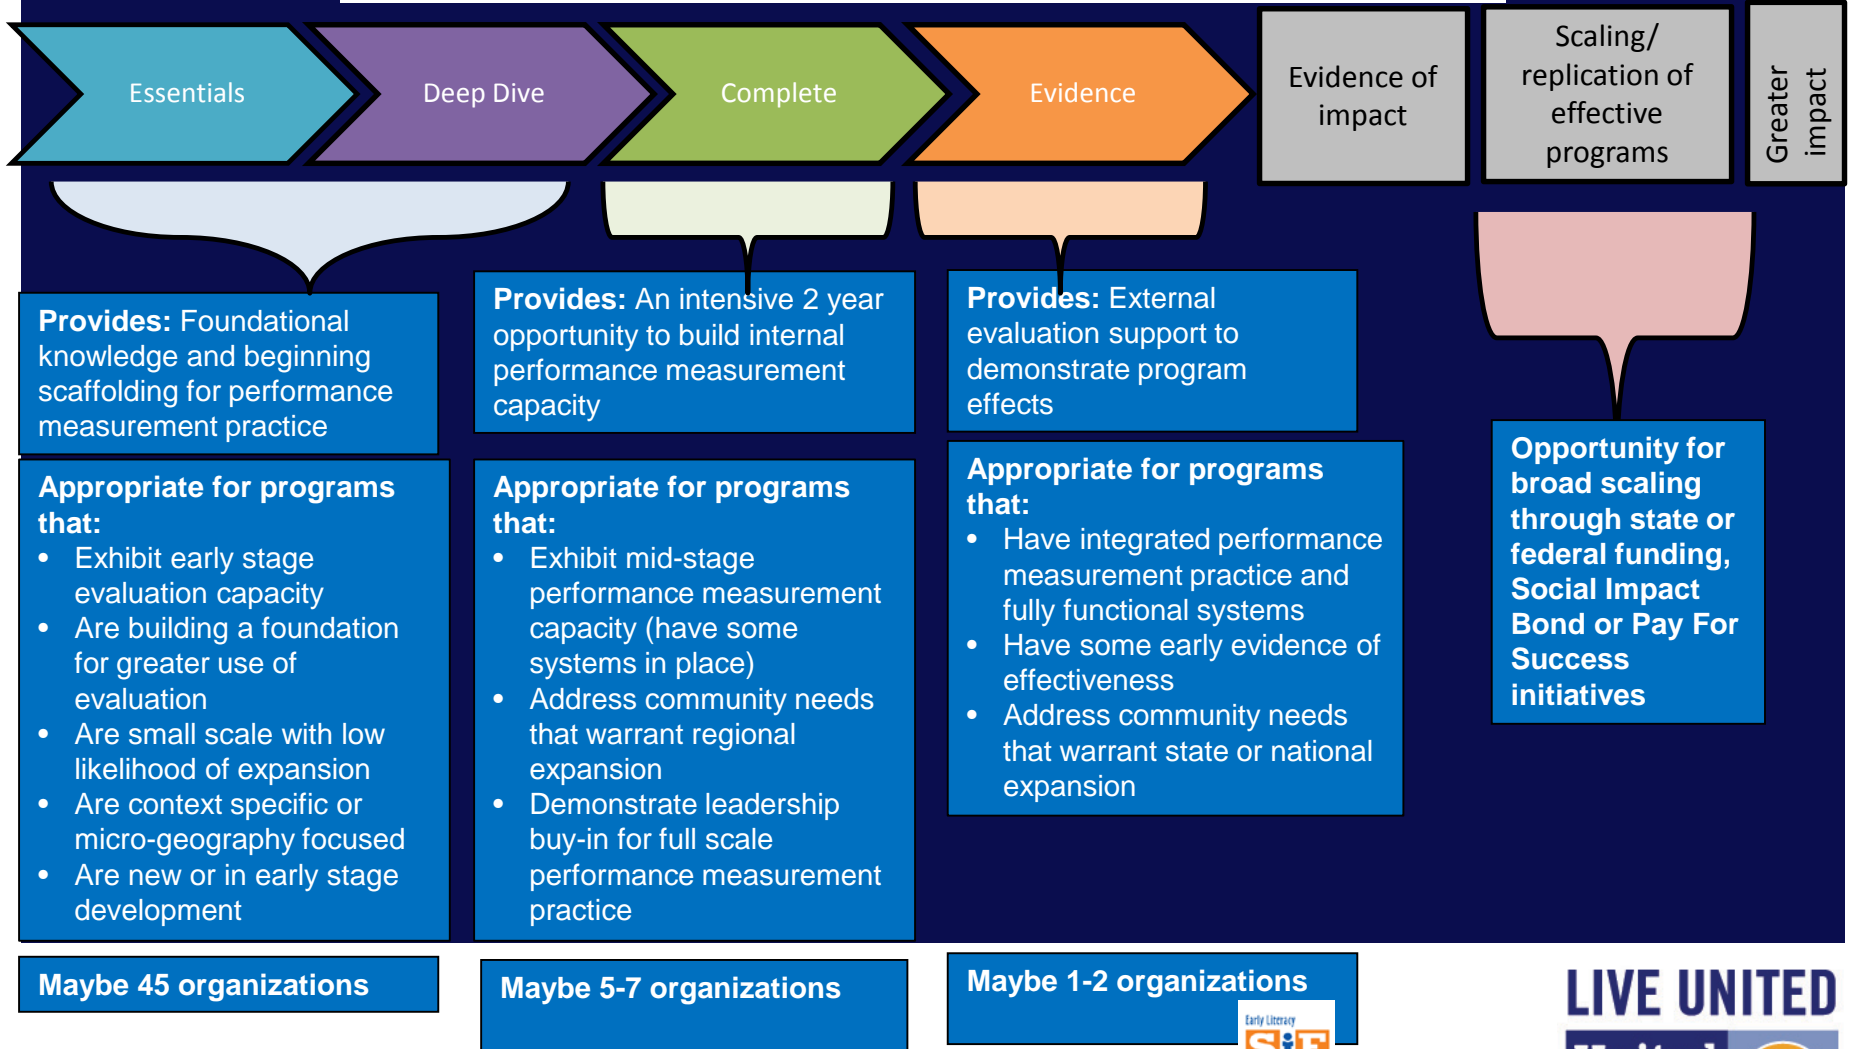 Essentials
Deep Dive
Complete
Evidence
Evidence of
impact
Scaling/
replication of
effective
programs
Greater
impact
Provides: Foundational
knowledge and beginning
scaffolding for performance
measurement practice
Appropriate for programs
that:
• Exhibit early stage
evaluation capacity
• Are building a foundation
for greater use of
evaluation
• Are small scale with low
likelihood of expansion
• Are context specific or
micro-geography focused
• Are new or in early stage
development
Maybe 45 organizations
Provides: An intensive 2 year
opportunity to build internal
performance measurement
capacity
Appropriate for programs
that:
• Exhibit mid-stage
performance measurement
capacity (have some
systems in place)
• Address community needs
that warrant regional
expansion
• Demonstrate leadership
buy-in for full scale
performance measurement
practice
Maybe 5-7 organizations
Provides: External
evaluation support to
demonstrate program
effects
Appropriate for programs
that:
• Have integrated performance
measurement practice and
fully functional systems
• Have some early evidence of
effectiveness
• Address community needs
that warrant state or national
expansion
Maybe 1-2 organizations
Early Literacy
SiF
Opportunity for
broad scaling
through state or
federal funding,
Social Impact
Bond or Pay For
Success
initiatives
LIVE UNITED
United